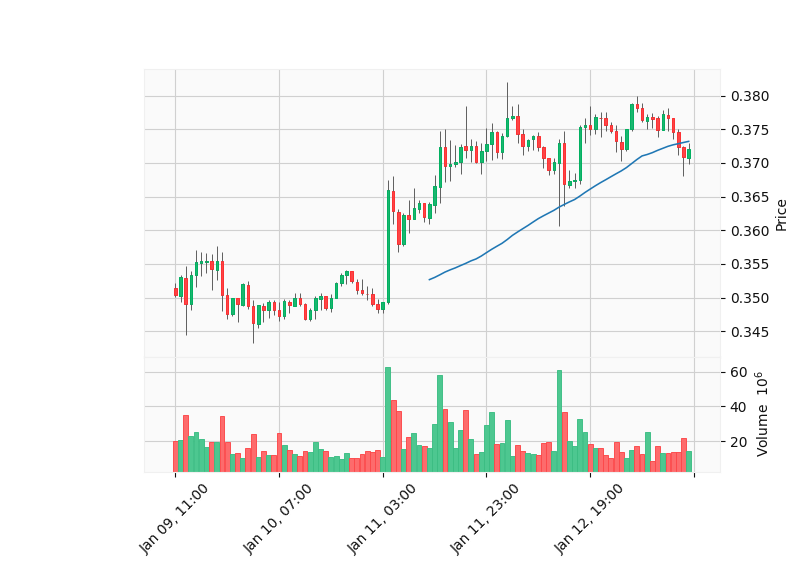 0.380
0.375
0.370
0.365
0.360
0.355
0.350
0.345
Price
60
40
20
Volume 10^6
Jan 09, 11:00
Jan 10, 07:00
Jan 11, 03:00
Jan 11, 23:00
Jan 12, 19:00